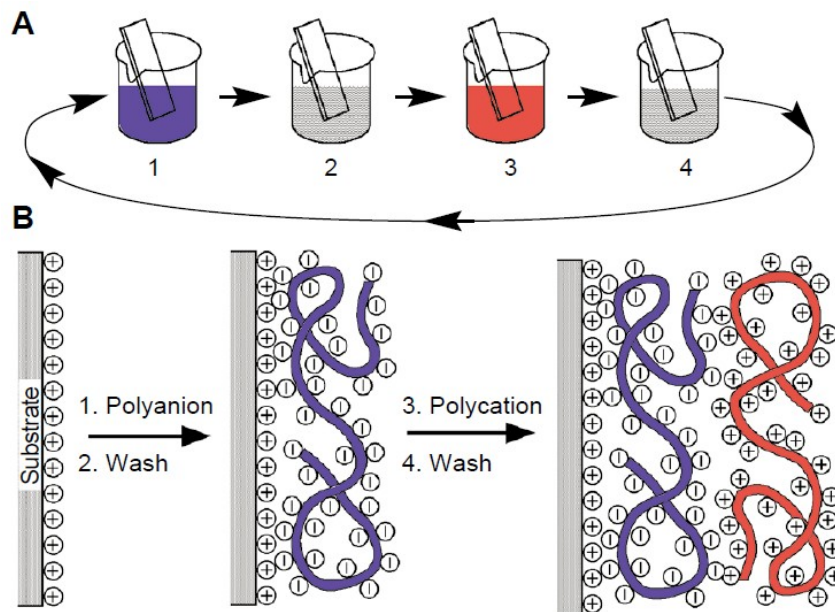 A
1 2 3 4
B
Substrate
1. Polyanion
2. Wash
3. Polycation
4. Wash